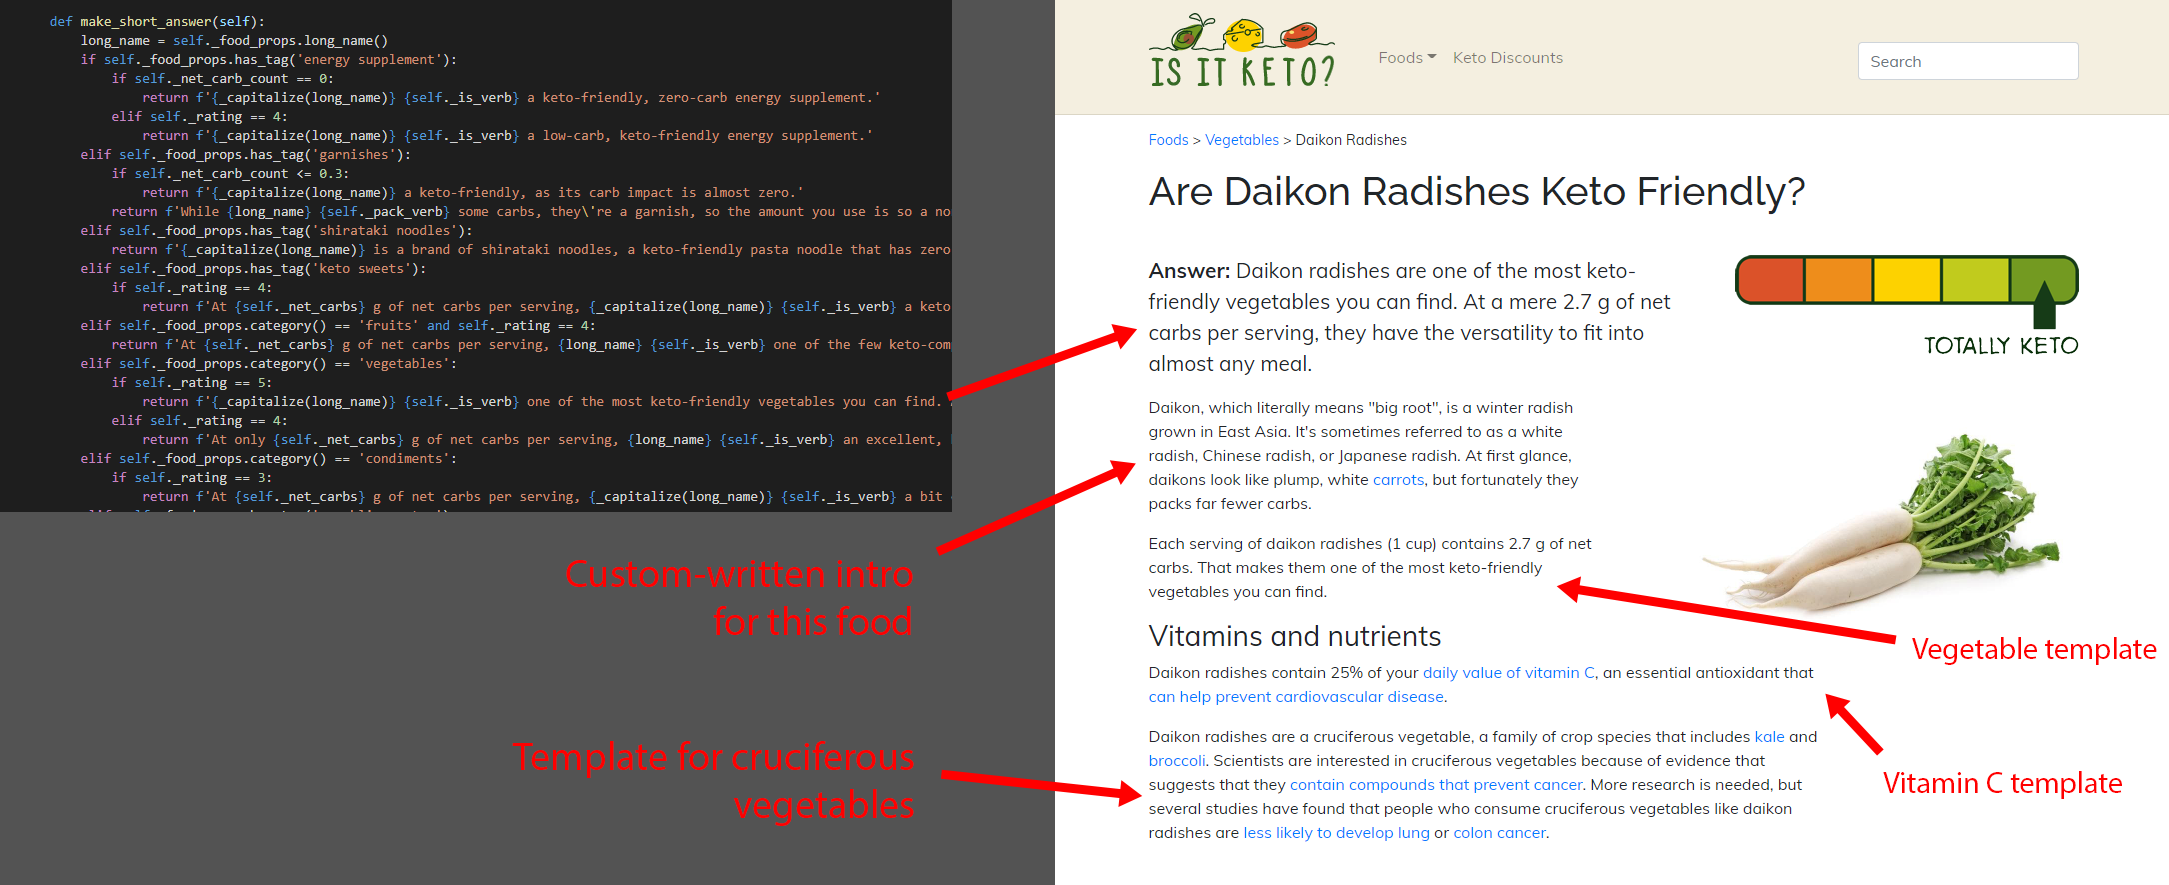 def make_short_answer(self):
long_name = self._food_props.long_name()
if self._food_props.has_tag('energy supplement'):
if self._net_carb_count == 0:
return f'{_capitalize(long_name)} {self._is_verb} a keto-friendly, zero-carb energy supplement.'
elif self._rating == 4:
return f'{_capitalize(long_name)} {self._is_verb} a low-carb, keto-friendly energy supplement.'
elif self._food_props.has_tag('garnishes'):
if self._net_carb_count <= 0.3:
return f'{_capitalize(long_name)} a keto-friendly, as its carb impact is almost zero.'
return f'While {long_name} {self._pack_verb} some carbs, they\'re a garnish, so the amount you use is so a no
elif self._food_props.has_tag('shirataki noodles'):
return f'{_capitalize(long_name)} is a brand of shirataki noodles, a keto-friendly pasta noodle that has zero
elif self._food_props.has_tag('keto sweets'):
if self._rating == 4:
return f'At {self._net_carbs} g of net carbs per serving, {_capitalize(long_name)} {self._is_verb} a keto
elif self._food_props.category() == 'fruits' and self._rating == 4:
return f'At {self._net_carbs} g of net carbs per serving, {long_name} {self._is_verb} one of the few keto-com
elif self._food_props.category() == 'vegetables':
if self._rating == 5:
return f'{_capitalize(long_name)} {self._is_verb} one of the most keto-friendly vegetables you can find.
elif self._rating == 4:
return f'At only {self._net_carbs} g of net carbs per serving, {long_name} {self._is_verb} an excellent,
elif self._food_props.category() == 'condiments':
if self._rating == 3:
return f'At {self._net_carbs} g of net carbs per serving, {_capitalize(long_name)} {self._is_verb} a bit
Custom-written intro
for this food
Template for cruciferous
vegetables
IS IT KETO?
Foods
Keto Discounts
Search
Foods > Vegetables > Daikon Radishes
Are Daikon Radishes Keto Friendly?
Answer: Daikon radishes are one of the most keto-
friendly vegetables you can find. At a mere 2.7 g of net
carbs per serving, they have the versatility to fit into
almost any meal.
TOTALLY KETO
Daikon, which literally means "big root", is a winter radish
grown in East Asia. It's sometimes referred to as a white
radish, Chinese radish, or Japanese radish. At first glance,
daikons look like plump, white carrots, but fortunately they
packs far fewer carbs.
Each serving of daikon radishes (1 cup) contains 2.7 g of net
carbs. That makes them one of the most keto-friendly
vegetables you can find.
Vegetable template
Vitamins and nutrients
Daikon radishes contain 25% of your daily value of vitamin C, an essential antioxidant that
can help prevent cardiovascular disease.
Vitamin C template
Daikon radishes are a cruciferous vegetable, a family of crop species that includes kale and
broccoli. Scientists are interested in cruciferous vegetables because of evidence that
suggests that they contain compounds that prevent cancer. More research is needed, but
several studies have found that people who consume cruciferous vegetables like daikon
radishes are less likely to develop lung or colon cancer.